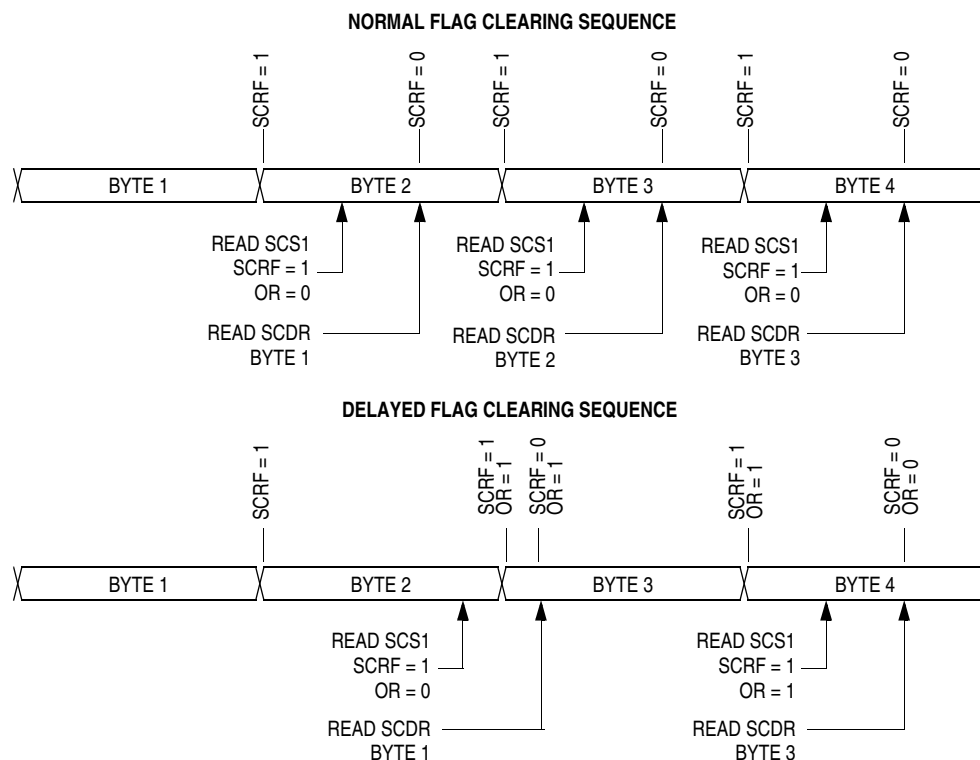 NORMAL FLAG CLEARING SEQUENCE
SCRF = 1
SCRF = 0
SCRF = 1
SCRF = 0
SCRF = 1
SCRF = 0
BYTE 1
BYTE 2
BYTE 3
BYTE 4
READ SCS1
SCRF = 1
OR = 0
READ SCDR
BYTE 1
READ SCS1
SCRF = 1
OR = 0
READ SCDR
BYTE 2
READ SCS1
SCRF = 1
OR = 0
READ SCDR
BYTE 3
DELAYED FLAG CLEARING SEQUENCE
SCRF = 1
SCRF = 1
OR = 1
SCRF = 0
OR = 1
SCRF = 1
OR = 1
SCRF = 0
OR = 0
BYTE 1
BYTE 2
BYTE 3
BYTE 4
READ SCS1
SCRF = 1
OR = 0
READ SCDR
BYTE 1
READ SCS1
SCRF = 1
OR = 1
READ SCDR
BYTE 3